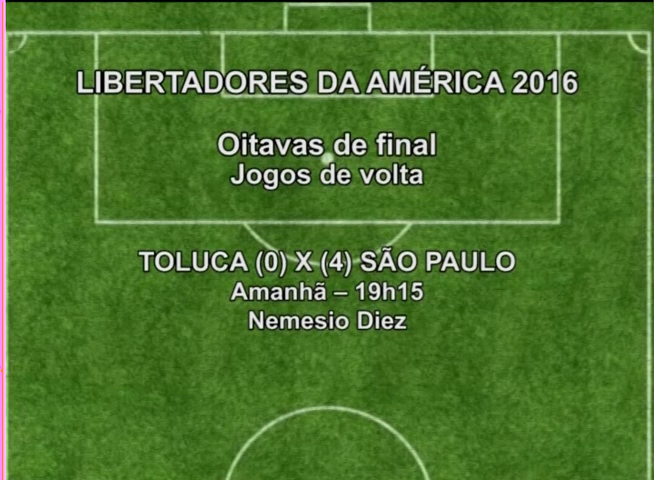 LIBERTADORES DA AMÉRICA 2016
Oitavas de final
Jogos de volta
TOLUCA (0) X (4) SÃO PAULO
Amanhã – 19h15
Nemesio Diez